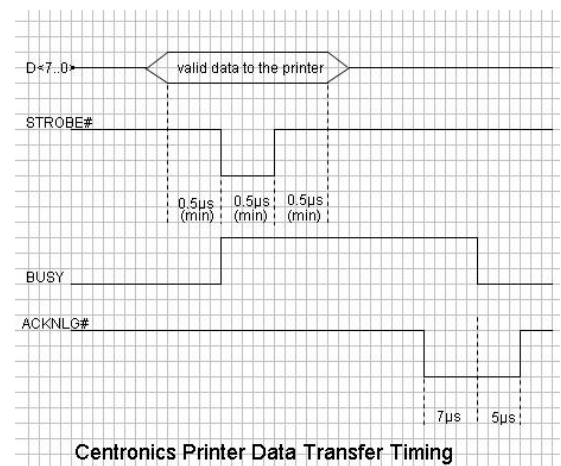 D<7..0>
valid data to the printer
STROBE#
0.5µs 0.5µs 0.5µs
(min) (min) (min)
BUSY
ACKNLG#
7µs 5µs
Centronics Printer Data Transfer Timing